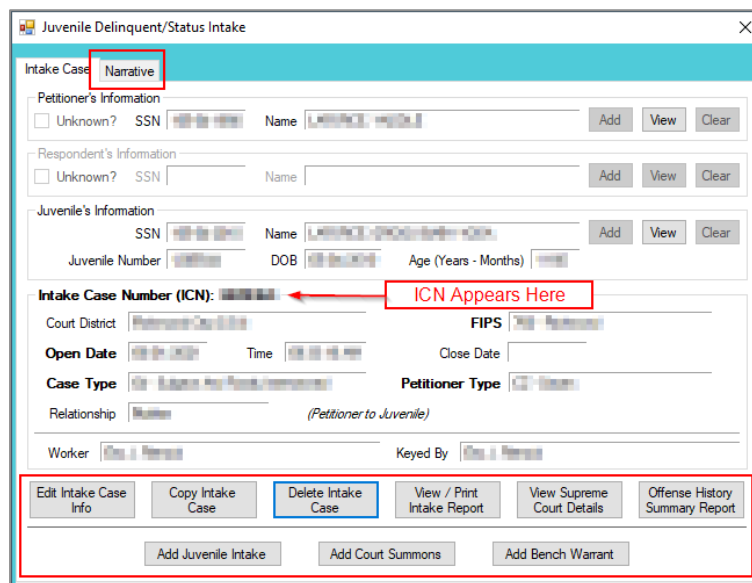 Juvenile Delinquent/Status Intake
Intake Case Narrative
Petitioner's Information
Unknown? SSN Name Add View Clear
Respondent's Information
Unknown? SSN Name Add View Clear
Juvenile's Information
SSN Name Add View Clear
Juvenile Number DOB Age (Years - Months)
Intake Case Number (ICN): ICN Appears Here
Court District FIPS
Open Date Time Close Date
Case Type Petitioner Type
Relationship (Petitioner to Juvenile)
Worker Keyed By
Edit Intake Case Info Copy Intake Case Delete Intake Case View / Print Intake Report View Supreme Court Details Offense History Summary Report
Add Juvenile Intake Add Court Summons Add Bench Warrant